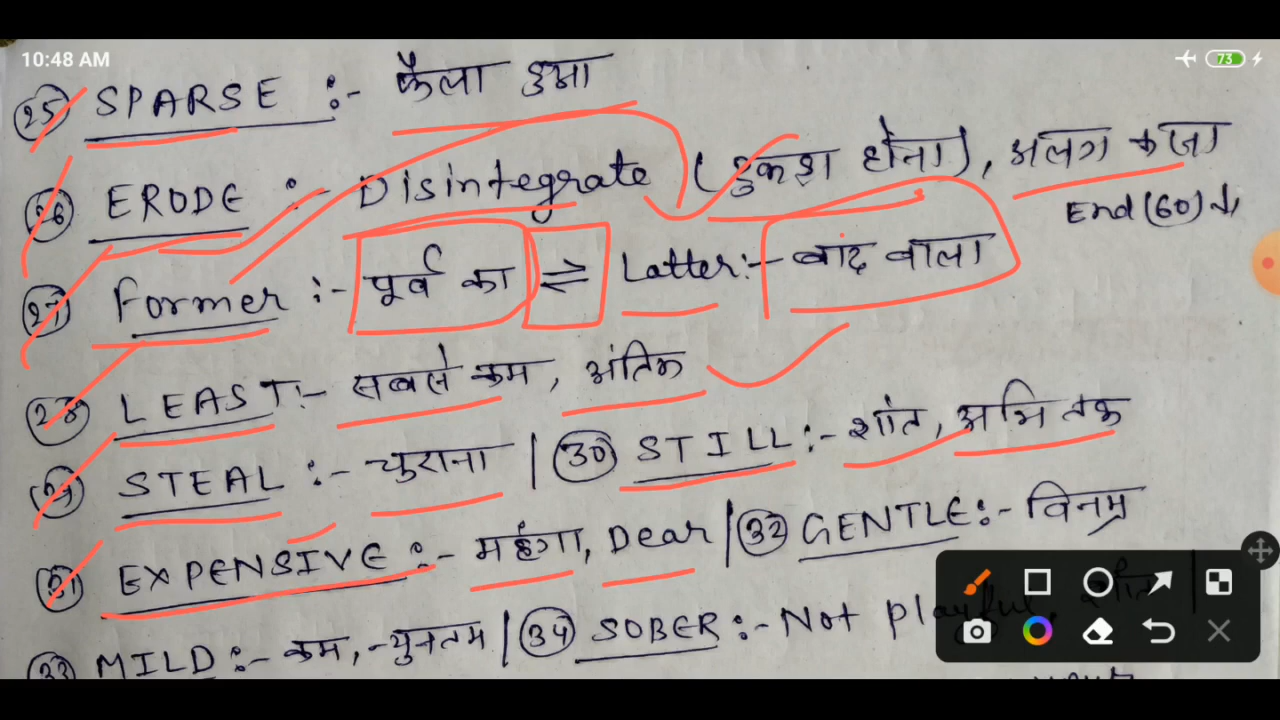 10:48 AM 73
25 SPARSE :- फैला हुआ
26 ERODE :- Disintegrate (टुकड़ा होना), अलग
End (60)
27 Former :- पूर्व का ⇌ Latter :- बाद वाला
28 LEAST :- सबसे कम, अंतिम
29 STEAL :- चुराना | 30 STILL :- शांत, अभि तक
31 EXPENSIVE :- महंगा, Dear | 32 GENTLE :- विनम्र
33 MILD :- कम, न्युनतम | 34 SOBER :- Not playful,